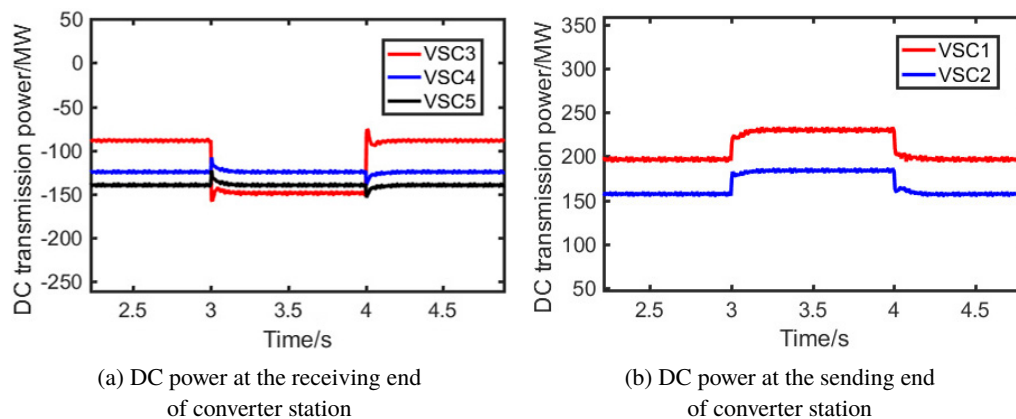 DC transmission power/MW
50
0
-50
-100
-150
-200
-250
VSC3
VSC4
VSC5
2.5
3
3.5
4
4.5
Time/s
(a) DC power at the receiving end
of converter station
DC transmission power/MW
350
300
250
200
150
100
50
VSC1
VSC2
2.5
3
3.5
4
4.5
Time/s
(b) DC power at the sending end
of converter station